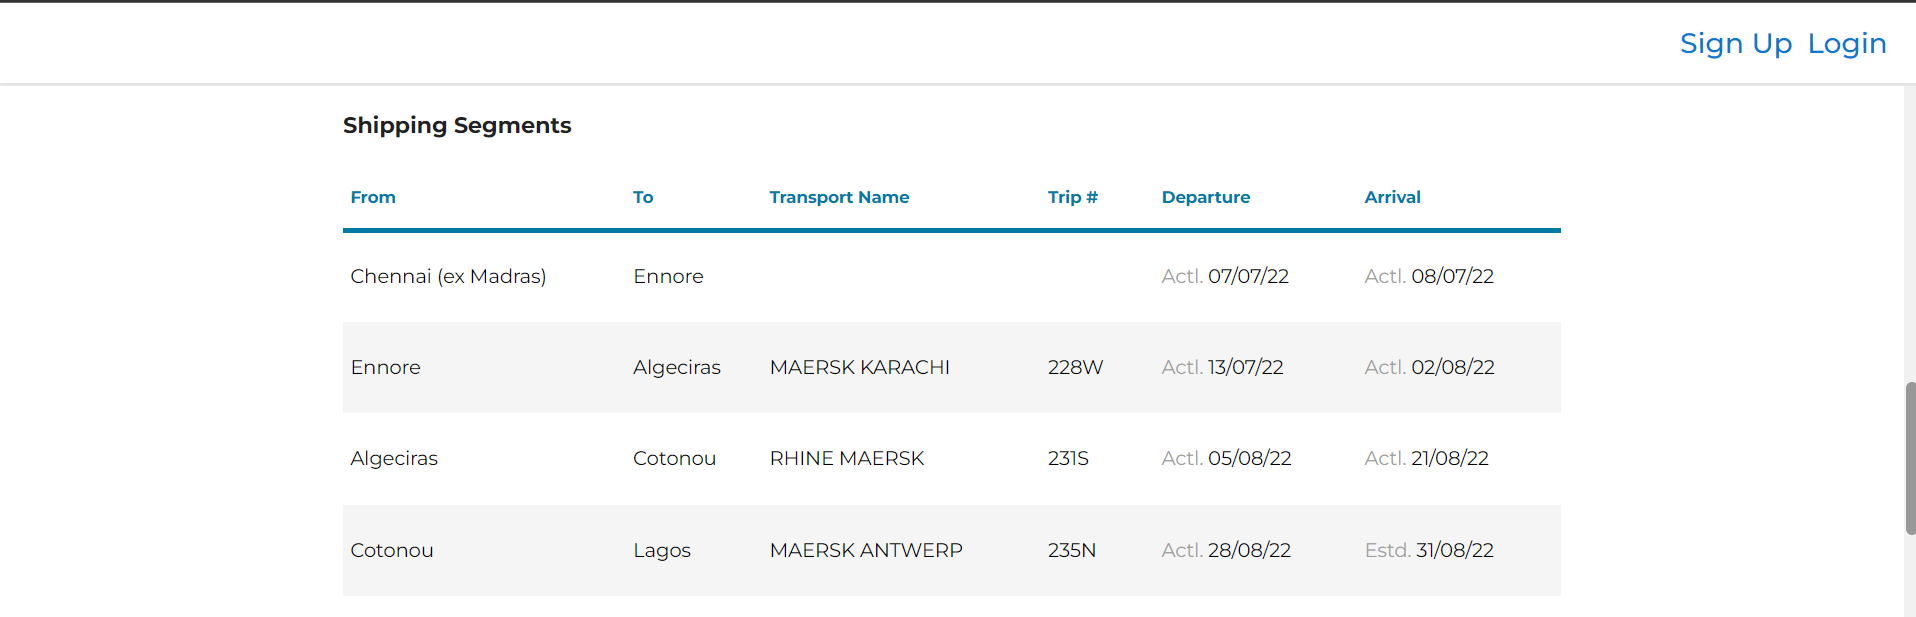 Sign Up Login
Shipping Segments
From To Transport Name Trip # Departure Arrival
Chennai (ex Madras) Ennore Actl. 07/07/22 Actl. 08/07/22
Ennore Algeciras MAERSK KARACHI 228W Actl. 13/07/22 Actl. 02/08/22
Algeciras Cotonou RHINE MAERSK 231S Actl. 05/08/22 Actl. 21/08/22
Cotonou Lagos MAERSK ANTWERP 235N Actl. 28/08/22 Estd. 31/08/22